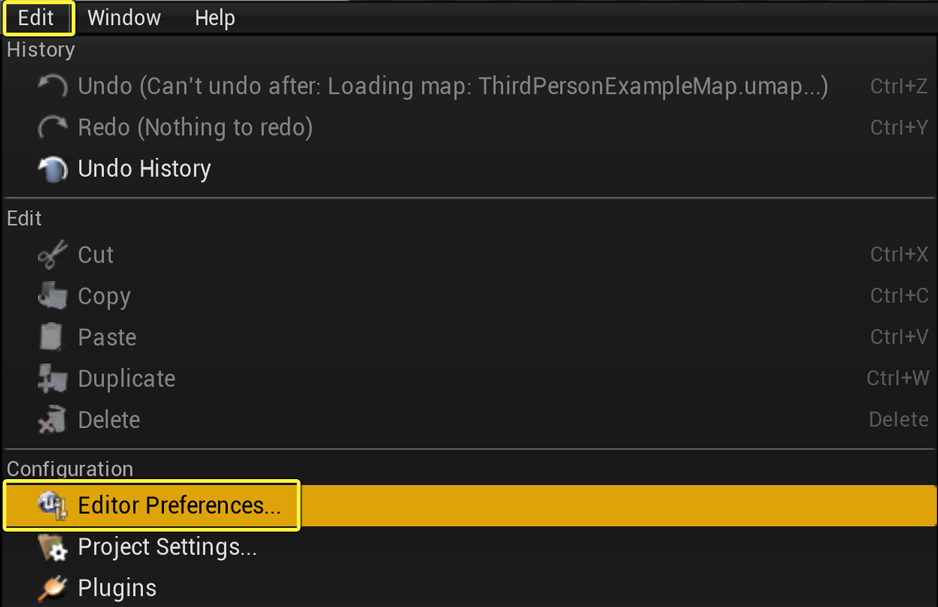 Edit Window Help
History
Undo (Can't undo after: Loading map: ThirdPersonExampleMap.umap...) Ctrl+Z
Redo (Nothing to redo) Ctrl+Y
Undo History
Edit
Cut Ctrl+X
Copy Ctrl+C
Paste Ctrl+V
Duplicate Ctrl+W
Delete Delete
Configuration
Editor Preferences...
Project Settings...
Plugins